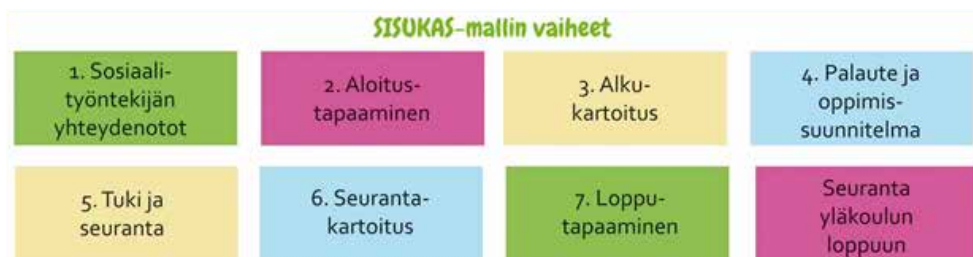 SISUKAS-mallin vaiheet
1. Sosiaali-
työntekijän
yhteydenotot
2. Aloitus-
tapaaminen
3. Alku-
kartoitus
4. Palaute ja
oppimis-
suunnitelma
5. Tuki ja
seuranta
6. Seuranta-
kartoitus
7. Loppu-
tapaaminen
Seuranta
yläkoulun
loppuun